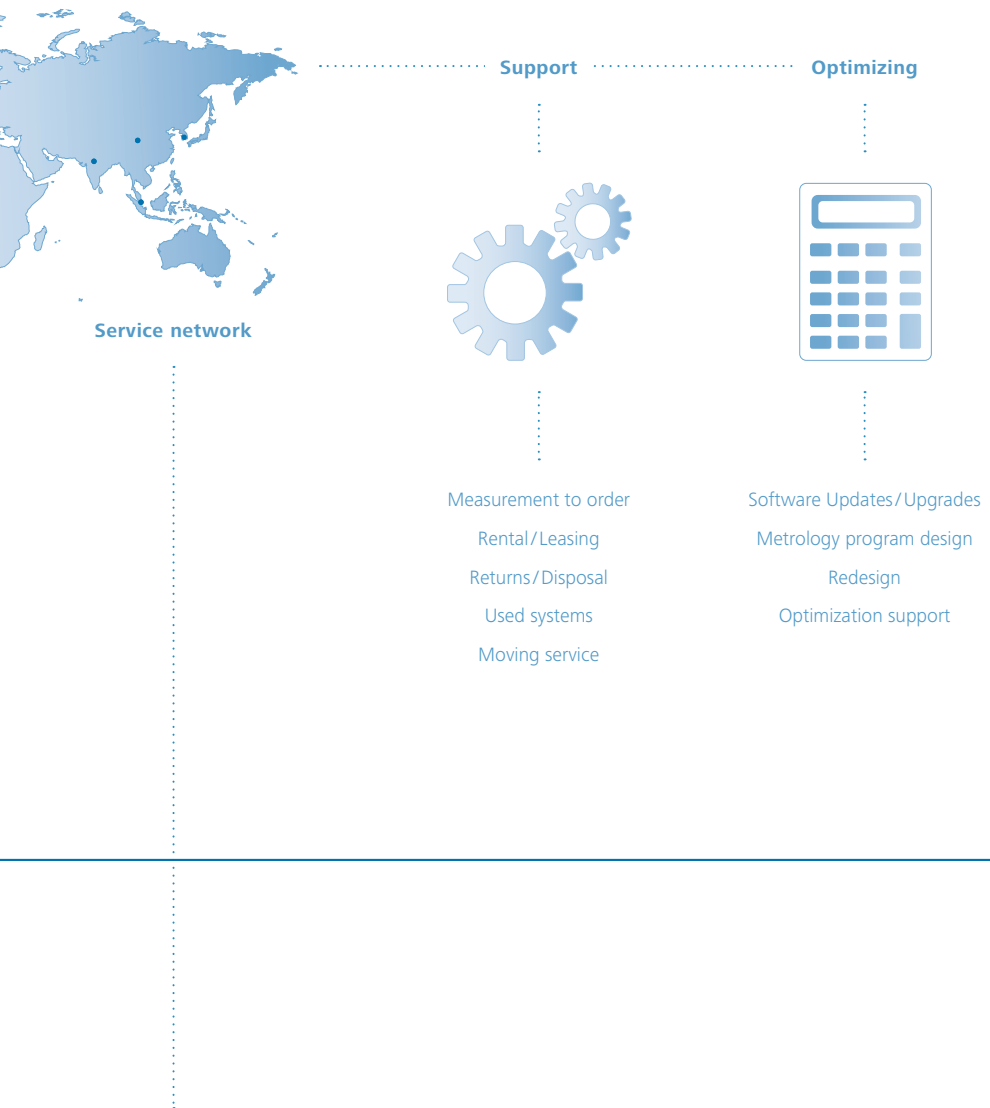 Support
Optimizing
Service network
Measurement to order
Rental/Leasing
Returns/Disposal
Used systems
Moving service
Software Updates/Upgrades
Metrology program design
Redesign
Optimization support